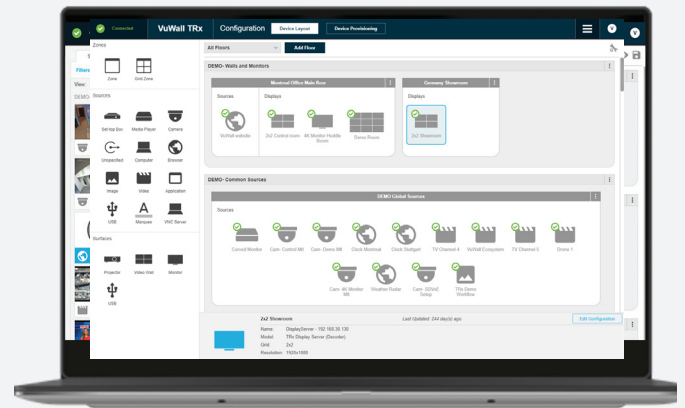 Connected
VuWall TRx
Configuration
Device Layout
Device Provisioning
Zones
Zone
Grid Zone
Sources
Set-top Box
Media Player
Camera
Unspecified
Computer
Browser
Image
Video
Application
USB
Marquee
VNC Server
Surfaces
Projector
Video Wall
Monitor
USB
All Floors
Add Floor
DEMO- Walls and Monitors
Montreal Office Main floor
Sources
Displays
VuWall website
2x2 Control room
4K Monitor Huddle
Room
Demo Room
Germany Showroom
Displays
2x2 Showroom
DEMO- Common Sources
DEMO Global Sources
Sources
Curved Monitor
Cam- Control Mtl
Cam- Demo Mtl
Clock Montreal
Clock Stuttgart
TV Channel 4
VuWall Ecosystem
TV Channel 5
Demo 1
Cam- 4K Monitor
Mtl
Weather Radar
Cam- SDVoE
Setup
TRx Demo
Workflow
2x2 Showroom
Last Updated: 244 day(s) ago.
Edit Configuration
Name: DisplayServer - 192.168.30.130
Model: TRx Display Server (Decoder)
Grid: 2x2
Resolution: 1920x1080
Filters
View:
DEMO